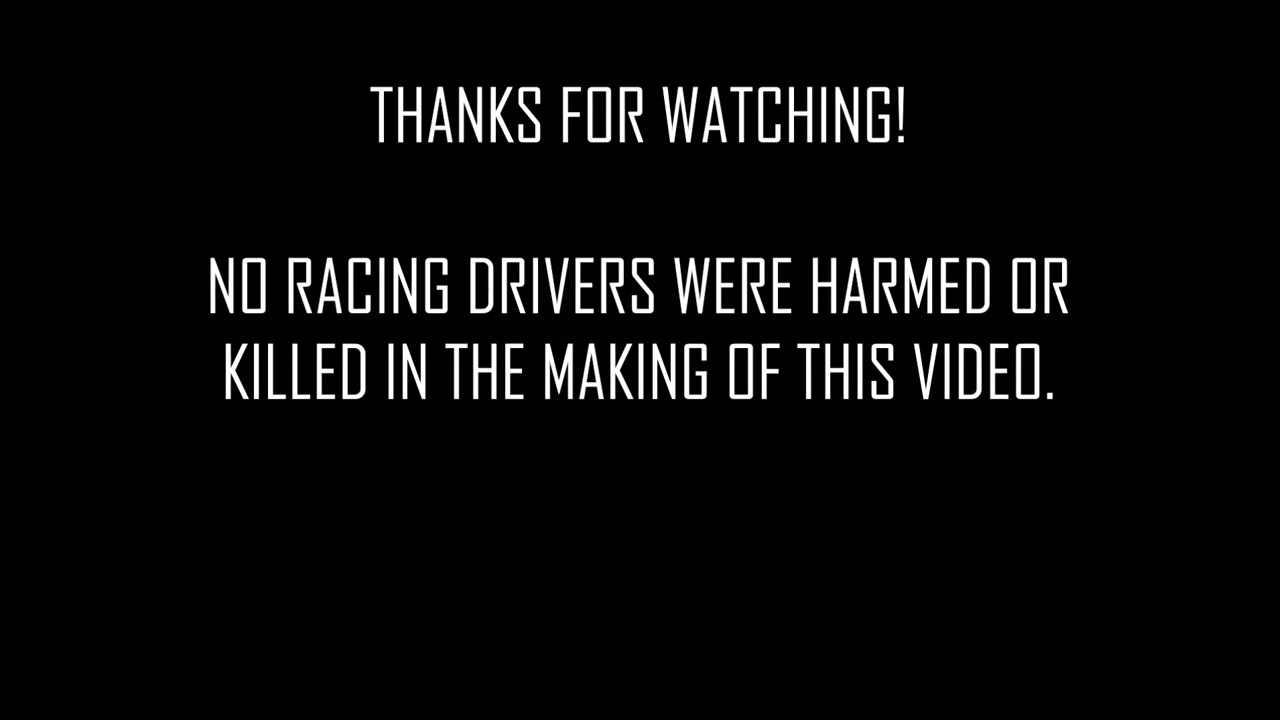 THANKS FOR WATCHING!
NO RACING DRIVERS WERE HARMED OR
KILLED IN THE MAKING OF THIS VIDEO.